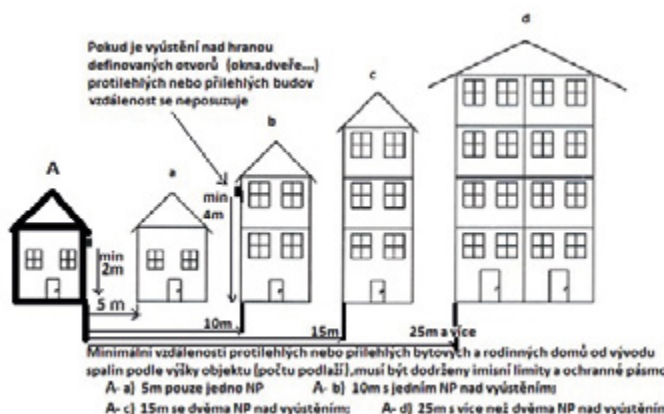 d
Pokud je vyústění nad hranou
definovaných otvorů (okna.dveře...)
protilehlých nebo přilehlých budov
vzdálenost se neposuzuje
c
b
A
a
min
4m
min
2m
5 m
10m
15m
25m a více
Minimální vzdálenosti protilehlých nebo přilehlých bytových a rodinných domů od vývodu
spalin podle výšky objektu (počtu podlaží),musí být dodrženy imisní limity a ochranné pásmo
A- a) 5m pouze jedno NP A- b) 10m s jedním NP nad vyústěním;
A- c) 15m se dvěma NP nad vyústěním; A- d) 25m s více než dvěma NP nad vyústěním